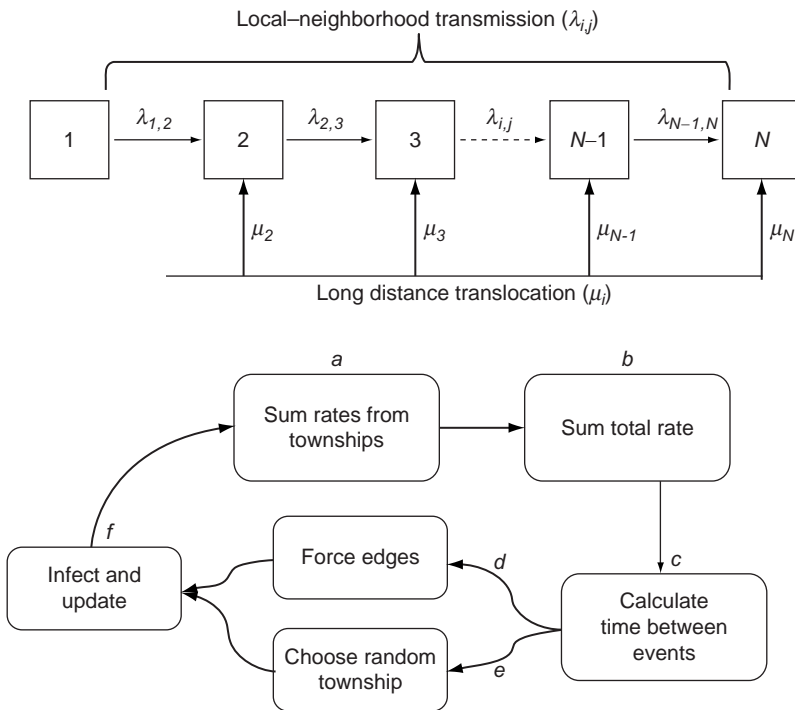 Local–neighborhood transmission (λi,j)
1 λ1,2 2 λ2,3 3 λi,j N–1 λN–1,N N
μ2 μ3 μN-1 μN
Long distance translocation (μi)
a b
Sum rates from
townships
Sum total rate
f
Infect and
update
Force edges
d
c
Calculate
time between
events
Choose random
township
e